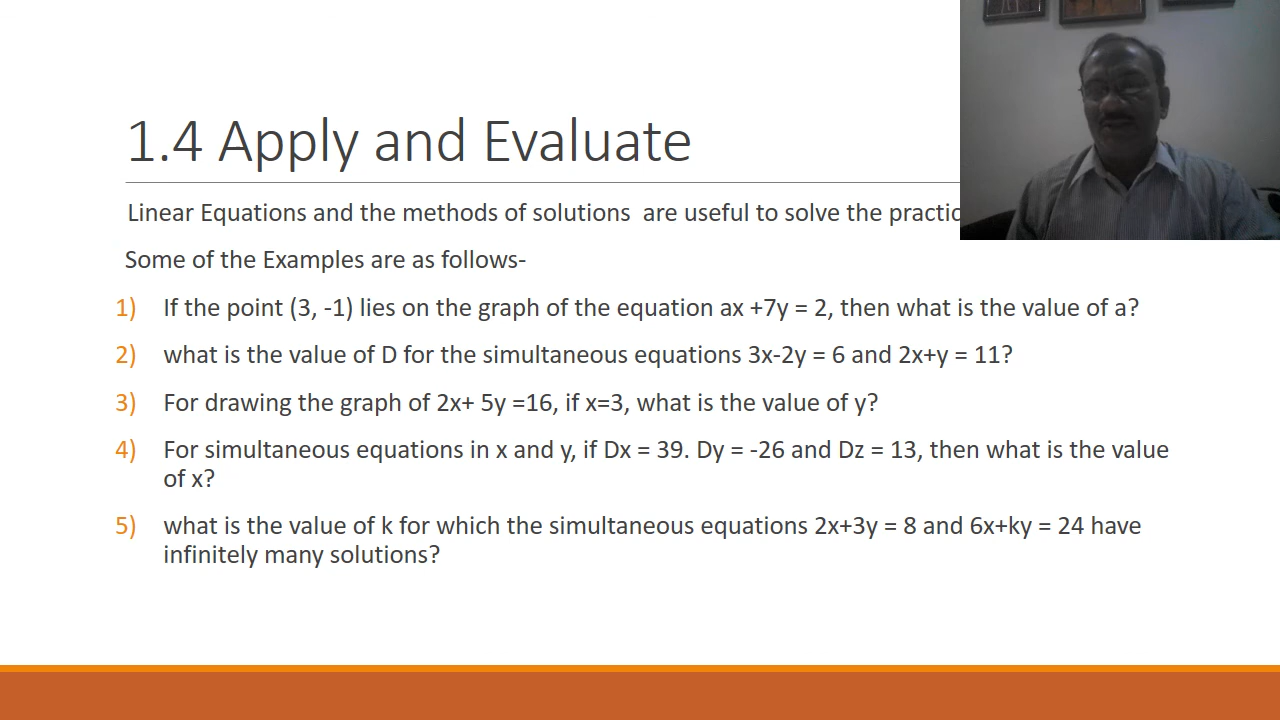 1.4 Apply and Evaluate
Linear Equations and the methods of solutions  are useful to solve the
Some of the Examples are as follows-
1) If the point (3, -1) lies on the graph of the equation ax +7y = 2, then what is the value of a?
2) what is the value of D for the simultaneous equations 3x-2y = 6 and 2x+y = 11?
3) For drawing the graph of 2x+ 5y =16, if x=3, what is the value of y?
4) For simultaneous equations in x and y, if Dx = 39. Dy = -26 and Dz = 13, then what is the value
of x?
5) what is the value of k for which the simultaneous equations 2x+3y = 8 and 6x+ky = 24 have
infinitely many solutions?